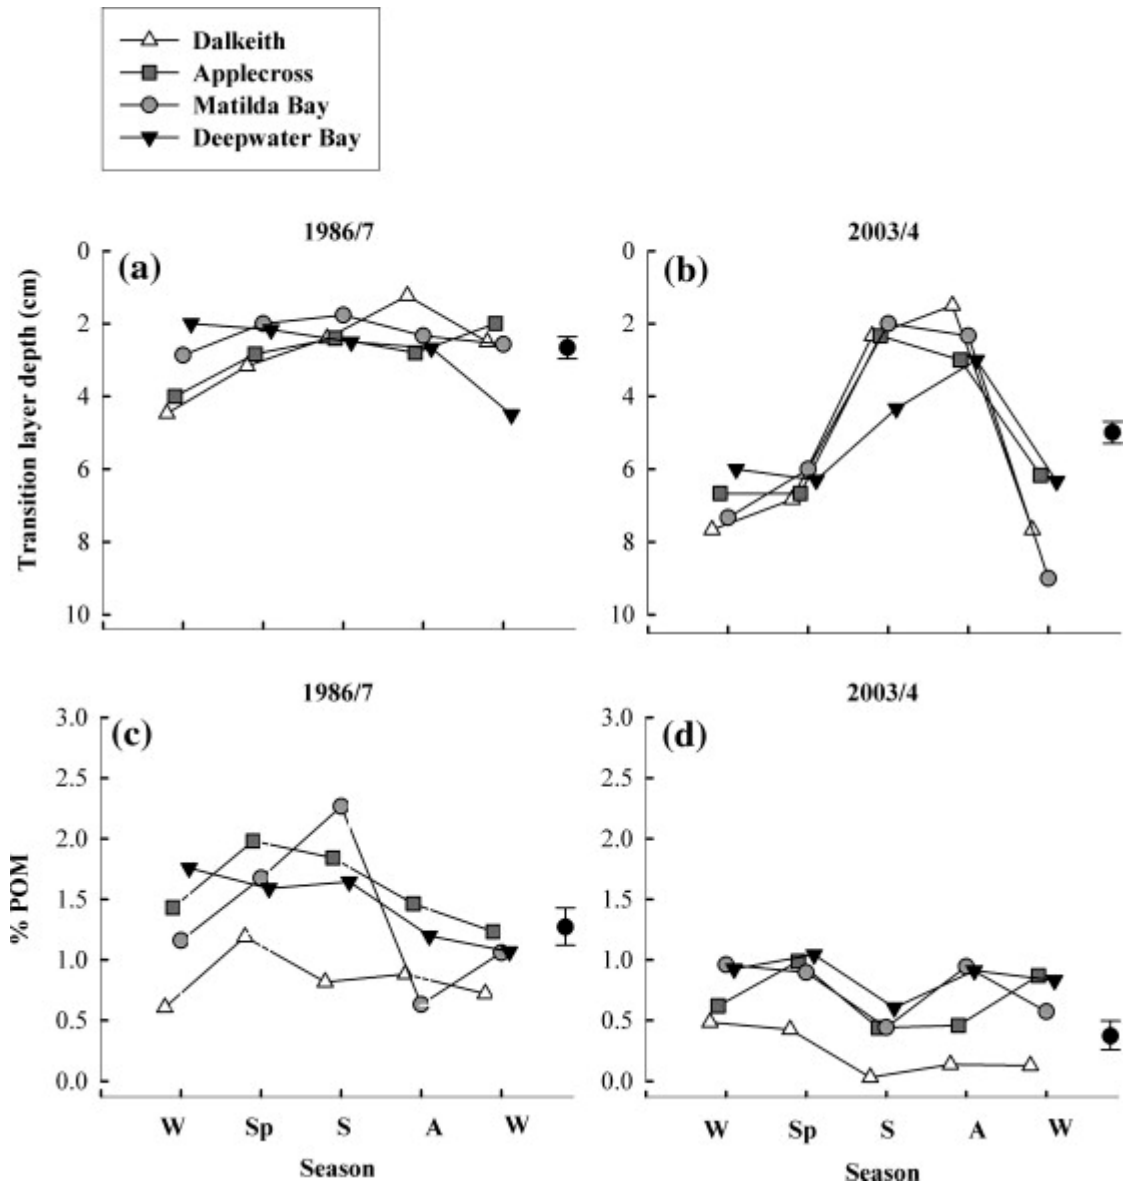 Dalkeith
Applecross
Matilda Bay
Deepwater Bay
1986/7
2003/4
(a)
(b)
Transition layer depth (cm)
0
2
4
6
8
10
0
2
4
6
8
10
1986/7
2003/4
(c)
(d)
% POM
3.0
2.5
2.0
1.5
1.0
0.5
0.0
3.0
2.5
2.0
1.5
1.0
0.5
0.0
W Sp S A W
W Sp S A W
Season
Season